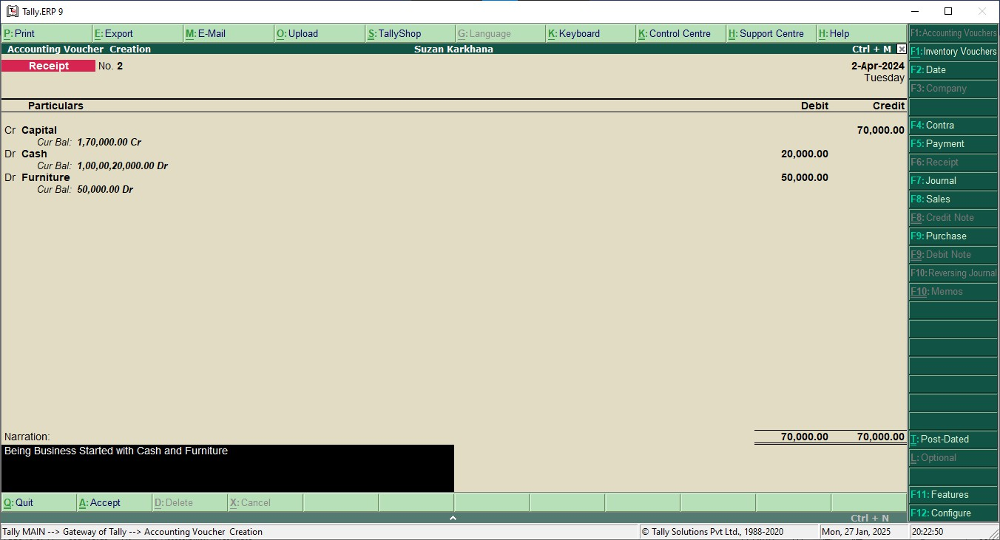 Tally.ERP 9
P: Print E: Export M: E-Mail O: Upload S: TallyShop G: Language K: Keyboard K: Control Centre H: Support Centre H: Help
F1: Accounting Vouchers
Accounting Voucher Creation Suzan Karkhana Ctrl + M
F1: Inventory Vouchers
Receipt No. 2 2-Apr-2024
F2: Date
Tuesday
F3: Company
Particulars Debit Credit
F4: Contra
Cr Capital 70,000.00
Cur Bal: 1,70,000.00 Cr
F5: Payment
Dr Cash 20,000.00
F6: Receipt
Cur Bal: 1,00,00,20,000.00 Dr
Dr Furniture 50,000.00
F7: Journal
Cur Bal: 50,000.00 Dr
F8: Sales
F8: Credit Note
F9: Purchase
F9: Debit Note
F10: Reversing Journal
F10: Memos
Narration: 70,000.00 70,000.00
T: Post-Dated
Being Business Started with Cash and Furniture
L: Optional
F11: Features
Q: Quit A: Accept D: Delete X: Cancel
F12: Configure
Ctrl + N
Tally MAIN --> Gateway of Tally --> Accounting Voucher Creation © Tally Solutions Pvt Ltd., 1988-2020 Mon, 27 Jan, 2025 20:22:50